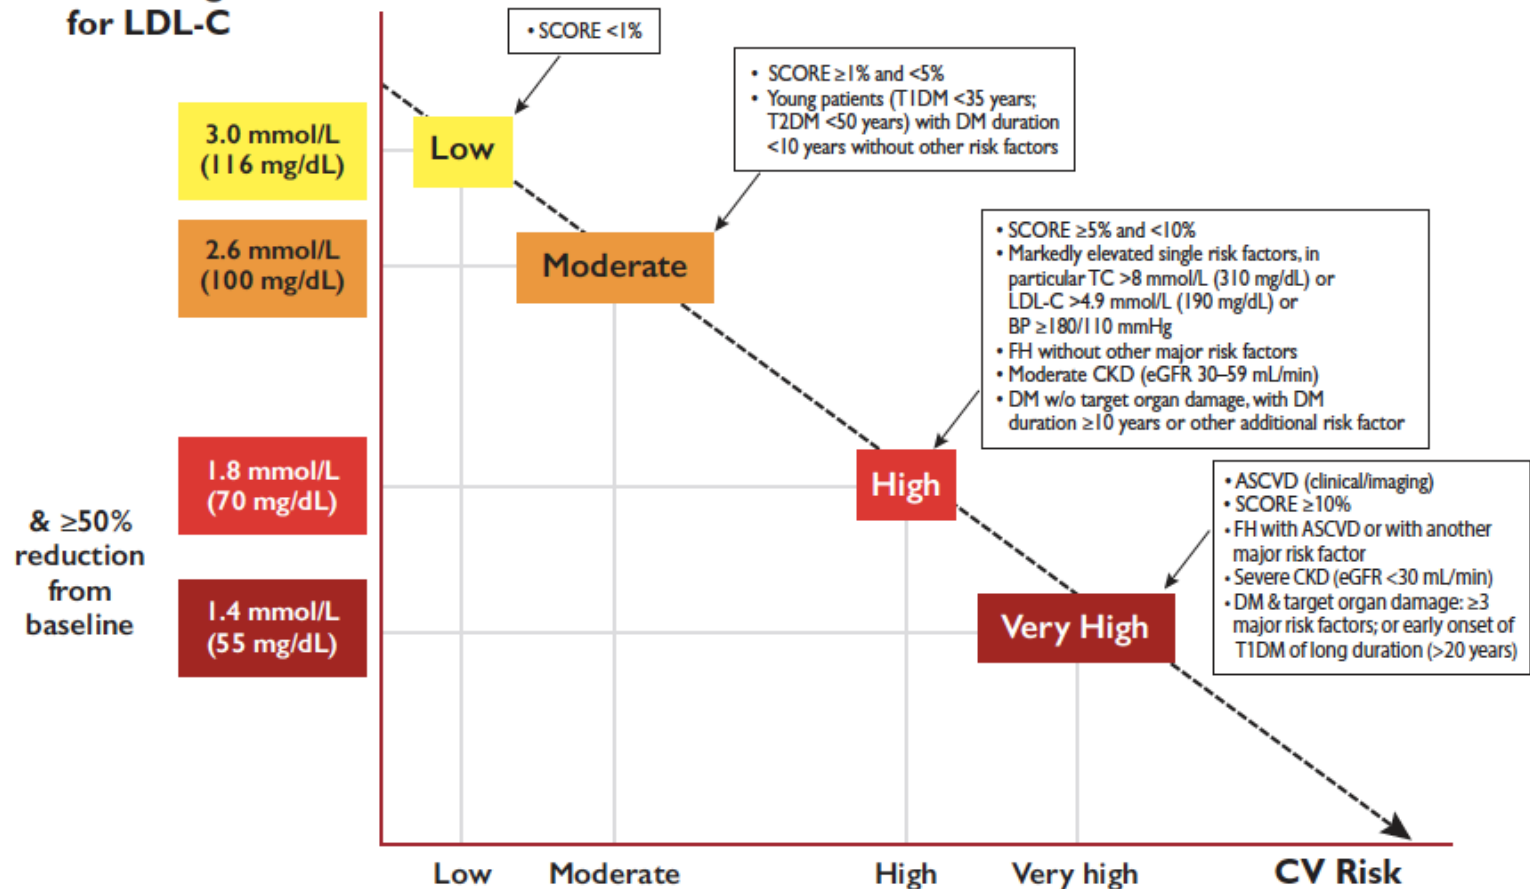 for LDL-C
• SCORE <1%
• SCORE ≥1% and <5%
• Young patients (T1DM <35 years;
T2DM <50 years) with DM duration
<10 years without other risk factors
3.0 mmol/L
(116 mg/dL)
Low
2.6 mmol/L
(100 mg/dL)
Moderate
• SCORE ≥5% and <10%
• Markedly elevated single risk factors, in
particular TC >8 mmol/L (310 mg/dL) or
LDL-C >4.9 mmol/L (190 mg/dL) or
BP ≥180/110 mmHg
• FH without other major risk factors
• Moderate CKD (eGFR 30–59 mL/min)
• DM w/o target organ damage, with DM
duration ≥10 years or other additional risk factor
1.8 mmol/L
(70 mg/dL)
High
• ASCVD (clinical/imaging)
• SCORE ≥10%
• FH with ASCVD or with another
major risk factor
• Severe CKD (eGFR <30 mL/min)
• DM & target organ damage: ≥3
major risk factors; or early onset of
T1DM of long duration (>20 years)
& ≥50%
reduction
from
baseline
1.4 mmol/L
(55 mg/dL)
Very High
Low
Moderate
High
Very high
CV Risk